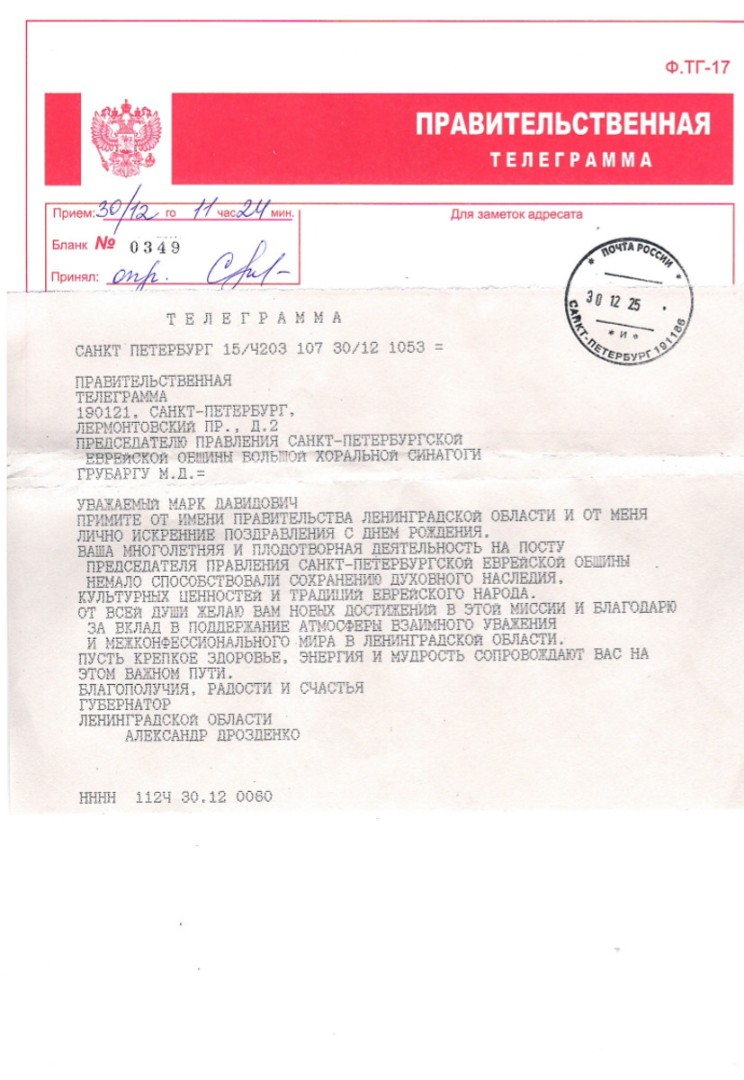 Ф.ТГ-17
ПРАВИТЕЛЬСТВЕННАЯ
ТЕЛЕГРАММА
Прием: 30/12 го 11 час 24 мин.
Для заметок адресата
Бланк № 0349
Принял: опр.
ПОЧТА РОССИИ
30 12 25
И
САНКТ-ПЕТЕРБУРГ 191186
ТЕЛЕГРАММА
САНКТ ПЕТЕРБУРГ 15/Ч203 107 30/12 1053 =
ПРАВИТЕЛЬСТВЕННАЯ
ТЕЛЕГРАММА
190121, САНКТ-ПЕТЕРБУРГ,
ЛЕРМОНТОВСКИЙ ПР., Д.2
ПРЕДСЕДАТЕЛЮ ПРАВЛЕНИЯ САНКТ-ПЕТЕРБУРГСКОЙ
ЕВРЕЙСКОЙ ОБЩИНЫ БОЛЬШОЙ ХОРАЛЬНОЙ СИНАГОГИ
ГРУБАРГУ М.Д.=
УВАЖАЕМЫЙ МАРК ДАВИДОВИЧ
ПРИМИТЕ ОТ ИМЕНИ ПРАВИТЕЛЬСТВА ЛЕНИНГРАДСКОЙ ОБЛАСТИ И ОТ МЕНЯ
ЛИЧНО ИСКРЕННИЕ ПОЗДРАВЛЕНИЯ С ДНЕМ РОЖДЕНИЯ.
ВАША МНОГОЛЕТНЯЯ И ПЛОДОТВОРНАЯ ДЕЯТЕЛЬНОСТЬ НА ПОСТУ
ПРЕДСЕДАТЕЛЯ ПРАВЛЕНИЯ САНКТ-ПЕТЕРБУРГСКОЙ ЕВРЕЙСКОЙ ОБЩИНЫ
НЕМАЛО СПОСОБСТВОВАЛИ СОХРАНЕНИЮ ДУХОВНОГО НАСЛЕДИЯ,
КУЛЬТУРНЫХ ЦЕННОСТЕЙ И ТРАДИЦИЙ ЕВРЕЙСКОГО НАРОДА.
ОТ ВСЕЙ ДУШИ ЖЕЛАЮ ВАМ НОВЫХ ДОСТИЖЕНИЙ В ЭТОЙ МИССИИ И БЛАГОДАРЮ
ЗА ВКЛАД В ПОДДЕРЖАНИЕ АТМОСФЕРЫ ВЗАИМНОГО УВАЖЕНИЯ
И МЕЖКОНФЕССИОНАЛЬНОГО МИРА В ЛЕНИНГРАДСКОЙ ОБЛАСТИ.
ПУСТЬ КРЕПКОЕ ЗДОРОВЬЕ, ЭНЕРГИЯ И МУДРОСТЬ СОПРОВОЖДАЮТ ВАС НА
ЭТОМ ВАЖНОМ ПУТИ.
БЛАГОПОЛУЧИЯ, РАДОСТИ И СЧАСТЬЯ
ГУБЕРНАТОР
ЛЕНИНГРАДСКОЙ ОБЛАСТИ
АЛЕКСАНДР ДРОЗДЕНКО
НННН 1124 30.12 0060